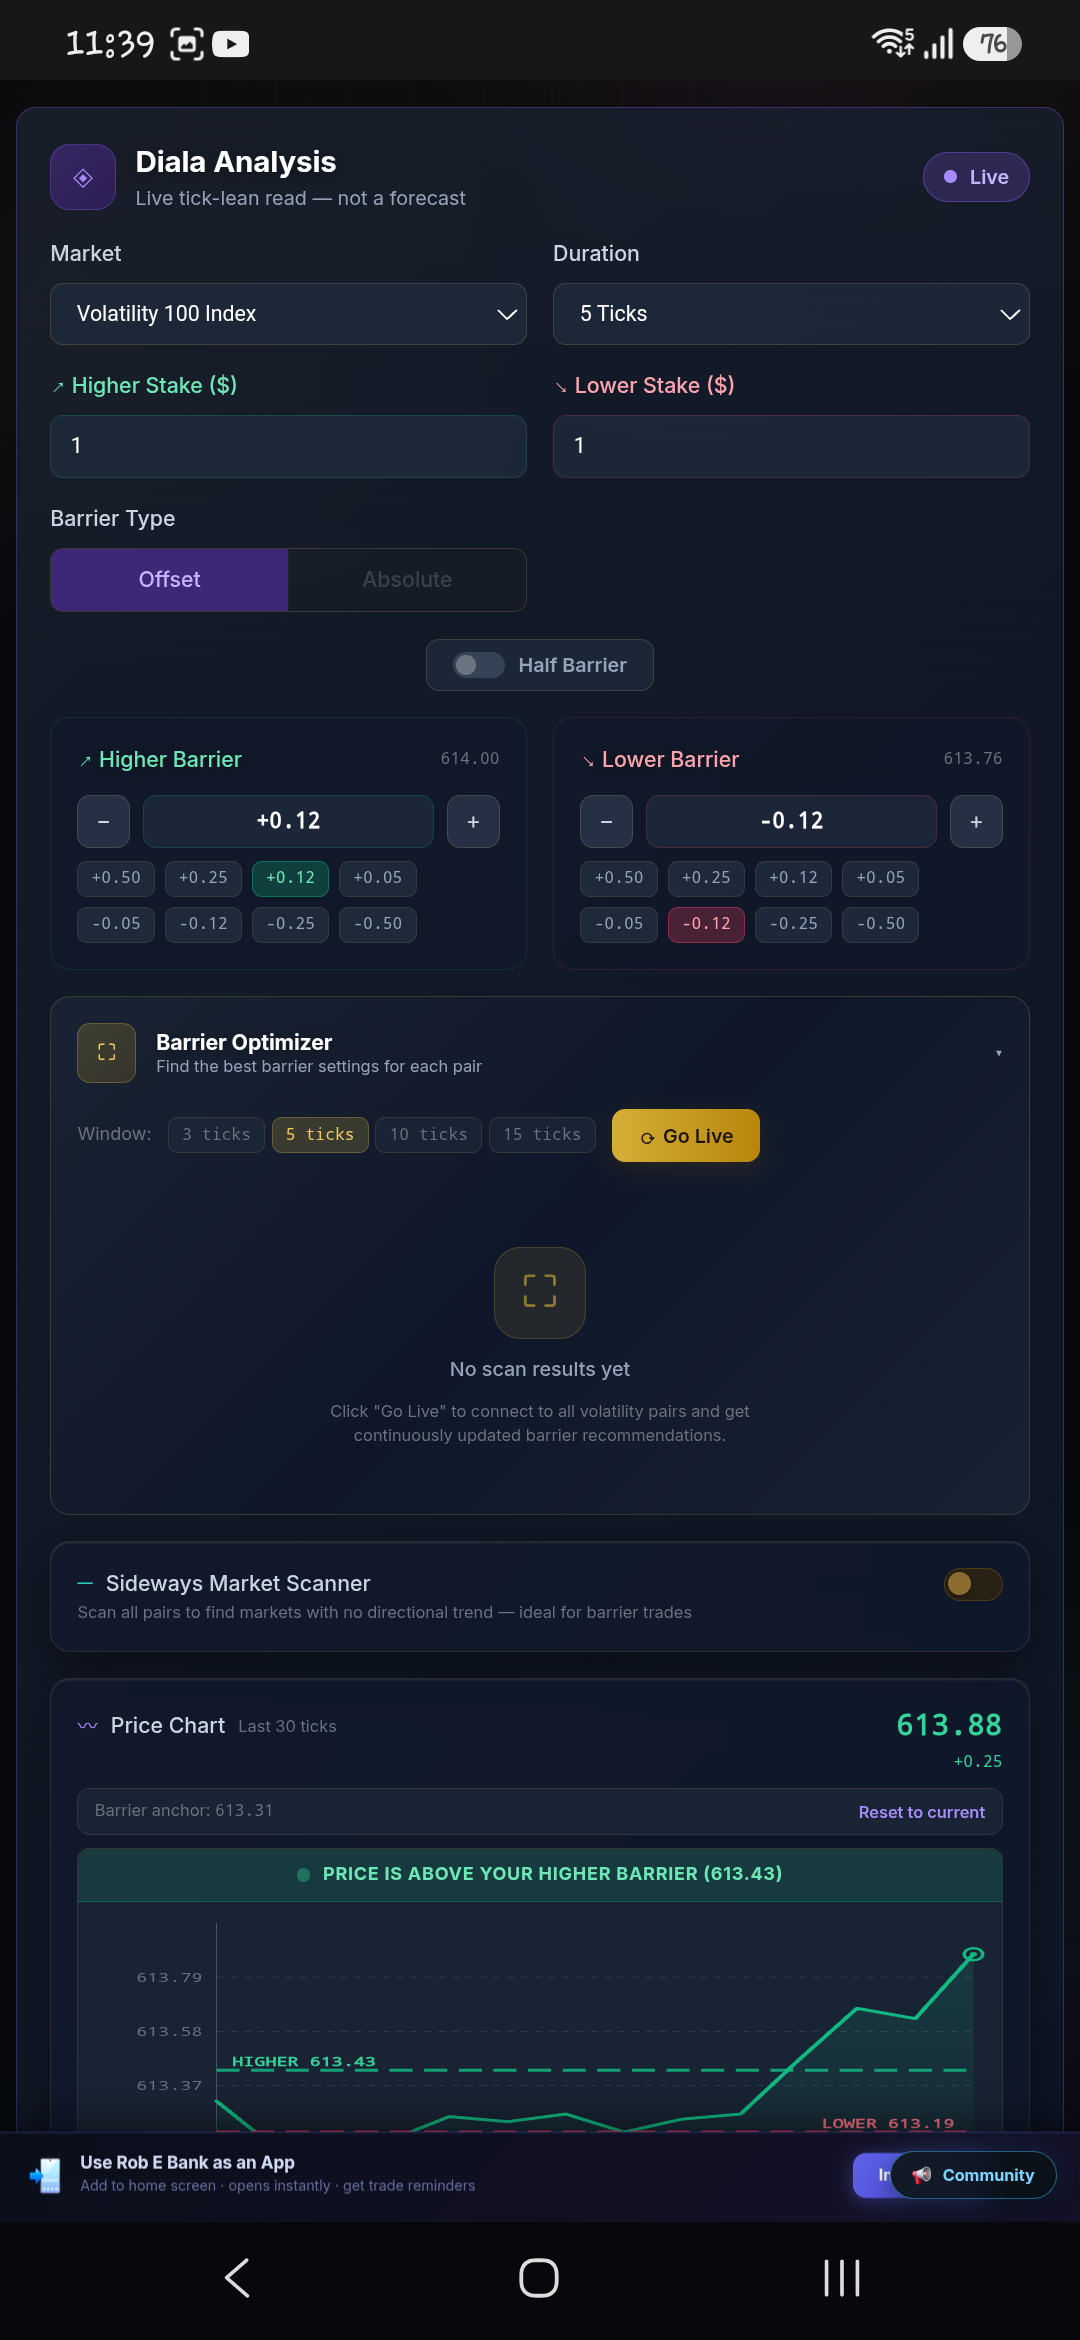 11:39
5
76
Diala Analysis
Live tick-lean read — not a forecast
Live
Market
Duration
Volatility 100 Index
5 Ticks
↗ Higher Stake ($)
↘ Lower Stake ($)
1
1
Barrier Type
Offset
Absolute
Half Barrier
↗ Higher Barrier
614.00
− +0.12 +
+0.50 +0.25 +0.12 +0.05
-0.05 -0.12 -0.25 -0.50
↘ Lower Barrier
613.76
− -0.12 +
+0.50 +0.25 +0.12 +0.05
-0.05 -0.12 -0.25 -0.50
Barrier Optimizer
Find the best barrier settings for each pair
Window: 3 ticks 5 ticks 10 ticks 15 ticks
⟳ Go Live
No scan results yet
Click "Go Live" to connect to all volatility pairs and get
continuously updated barrier recommendations.
Sideways Market Scanner
Scan all pairs to find markets with no directional trend — ideal for barrier trades
Price Chart Last 30 ticks
613.88
+0.25
Barrier anchor: 613.31
Reset to current
PRICE IS ABOVE YOUR HIGHER BARRIER (613.43)
613.79
613.58
HIGHER 613.43
613.37
LOWER 613.19
Use Rob E Bank as an App
Add to home screen · opens instantly · get trade reminders
Community